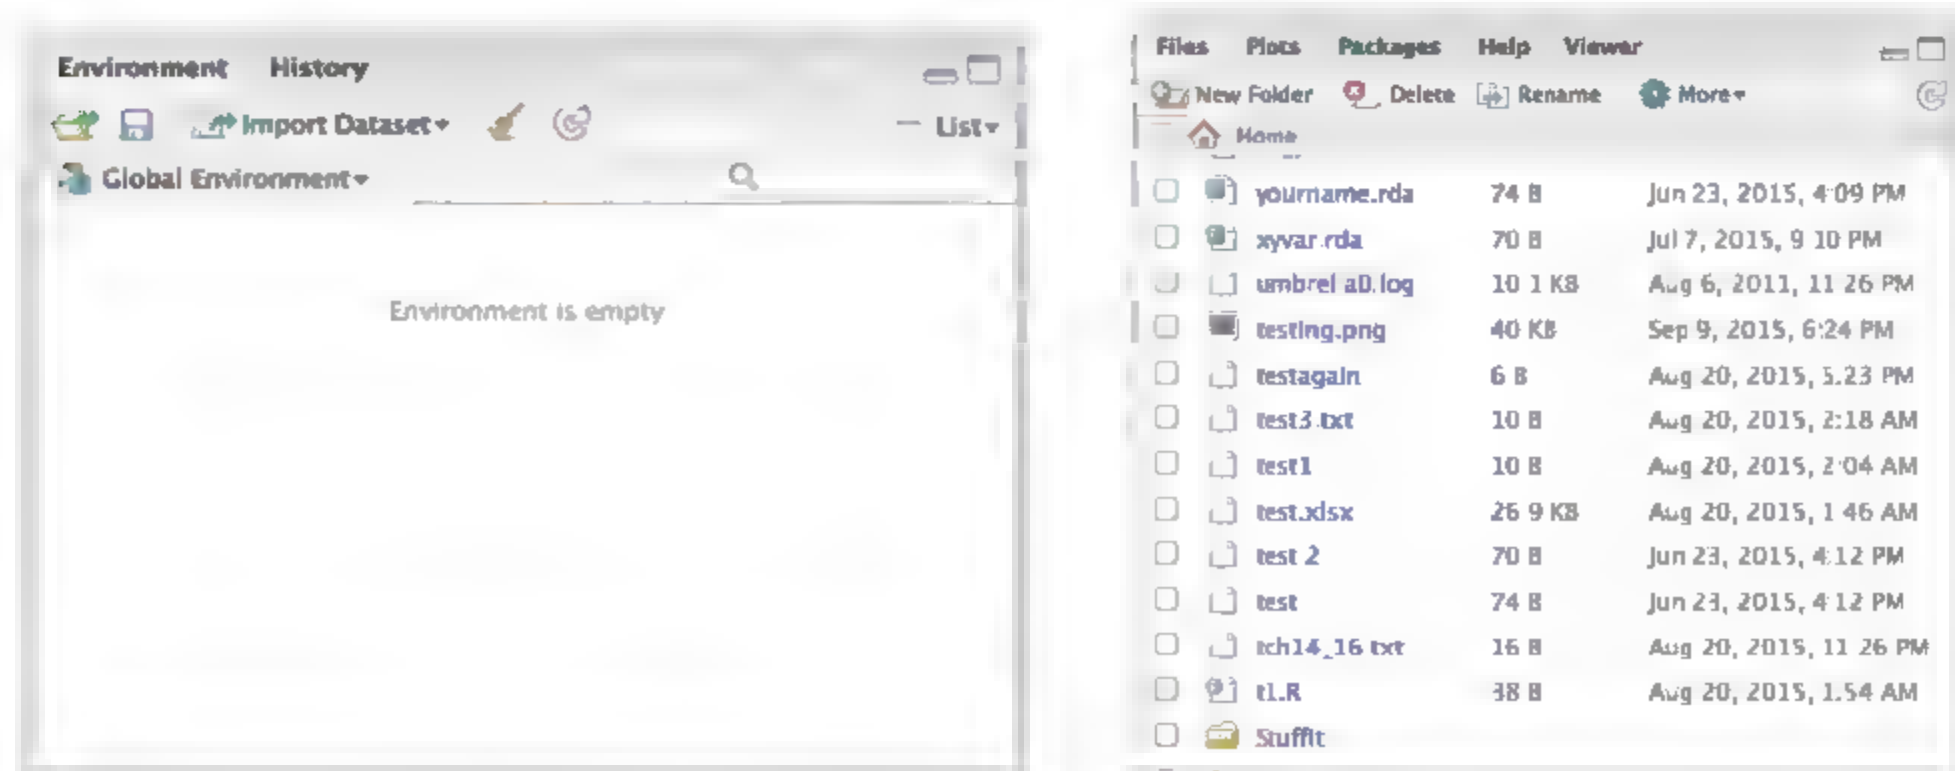 Environment History
Import Dataset List
Global Environment
Environment is empty
Files Plots Packages Help Viewer
New Folder Delete Rename More
Home
yourname.rda 74 B Jun 23, 2015, 4:09 PM
xyvar.rda 70 B Jul 7, 2015, 9:10 PM
umbrella0.log 10.1 KB Aug 6, 2011, 11:26 PM
testing.png 40 KB Sep 9, 2015, 6:24 PM
testagain 6 B Aug 20, 2015, 5:23 PM
test3.txt 10 B Aug 20, 2015, 2:18 AM
test1 10 B Aug 20, 2015, 2:04 AM
test.xlsx 26.9 KB Aug 20, 2015, 1:46 AM
test 2 70 B Jun 23, 2015, 4:12 PM
test 74 B Jun 23, 2015, 4:12 PM
tch14_16.txt 16 B Aug 20, 2015, 11:26 PM
t1.R 38 B Aug 20, 2015, 1:54 AM
StuffIt